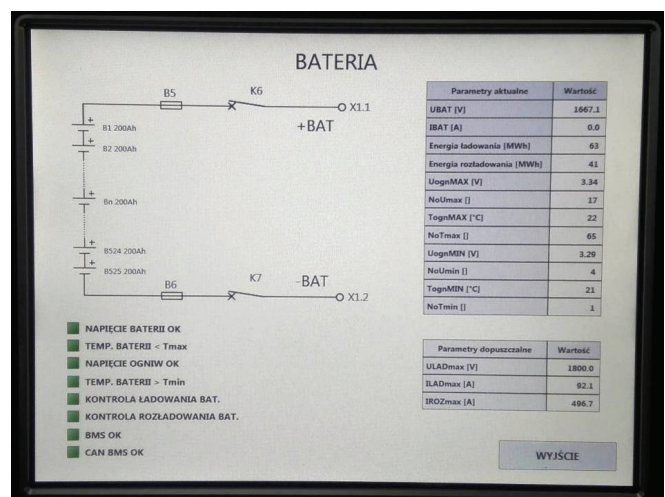 BATERIA
B5
K6
X1.1
+BAT
+
B1 200Ah
+
B2 200Ah
+
Bn 200Ah
+
B524 200Ah
+
B525 200Ah
B6
K7
-BAT
X1.2
NAPIĘCIE BATERII OK
TEMP. BATERII < Tmax
NAPIĘCIE OGNIW OK
TEMP. BATERII > Tmin
KONTROLA ŁADOWANIA BAT.
KONTROLA ROZŁADOWANIA BAT.
BMS OK
CAN BMS OK
Parametry aktualne Wartość
UBAT [V] 1667.1
IBAT [A] 0.0
Energia ładowania [MWh] 63
Energia rozładowania [MWh] 41
UognMAX [V] 3.34
NoUmax [] 17
TognMAX [°C] 22
NoTmax [] 65
UognMIN [V] 3.29
NoUmin [] 4
TognMIN [°C] 21
NoTmin [] 1
Parametry dopuszczalne Wartość
ULADmax [V] 1800.0
ILADmax [A] 92.1
IROZmax [A] 496.7
WYJŚCIE